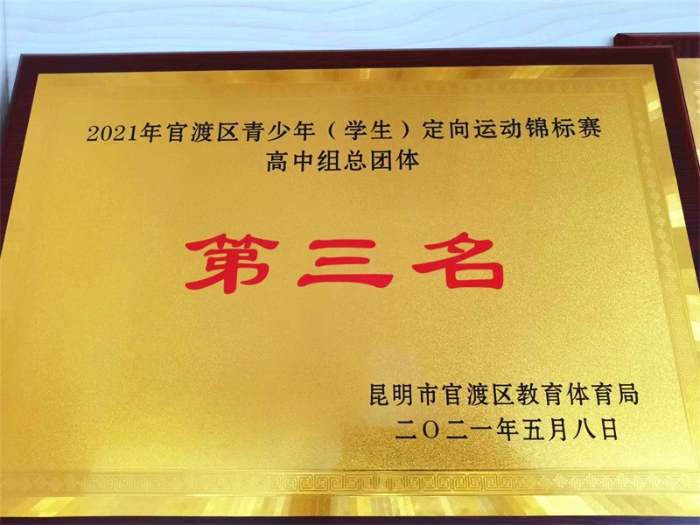 2021年官渡区青少年（学生）定向运动锦标赛
高中组总团体
第三名
昆明市官渡区教育体育局
二〇二一年五月八日